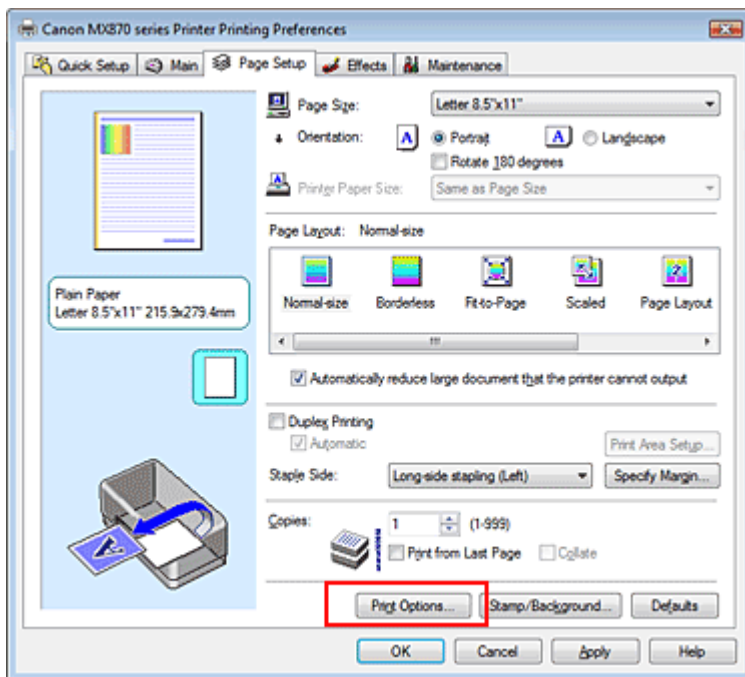 Canon MX870 series Printer Printing Preferences
Quick Setup Main Page Setup Effects Maintenance
Page Size: Letter 8.5"x11"
Orientation: A Portrait A Landscape
Rotate 180 degrees
Printer Paper Size: Same as Page Size
Page Layout: Normal-size
Normal-size Borderless Fit-to-Page Scaled Page Layout
Plain Paper
Letter 8.5"x11" 215.9x279.4mm
Automatically reduce large document that the printer cannot output
Duplex Printing
Automatic Print Area Setup...
Staple Side: Long-side stapling (Left) Specify Margin...
Copies: 1 (1-999)
Print from Last Page Collate
Print Options... Stamp/Background... Defaults
OK Cancel Apply Help